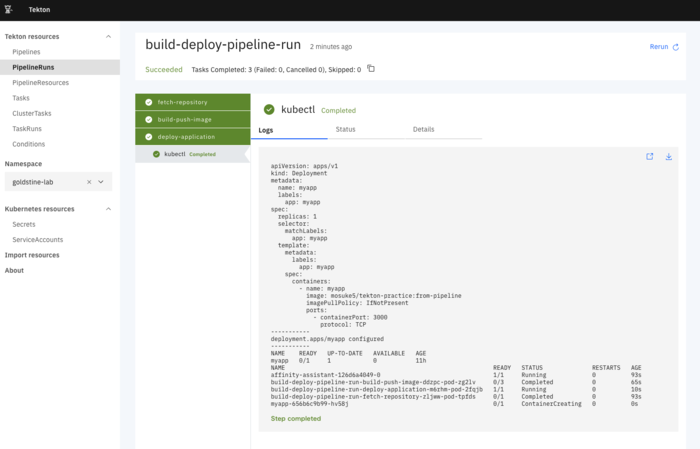 Tekton
Tekton resources
Pipelines
PipelineRuns
PipelineResources
Tasks
ClusterTasks
TaskRuns
Conditions
Namespace
goldstine-lab
Kubernetes resources
Secrets
ServiceAccounts
Import resources
About
build-deploy-pipeline-run 2 minutes ago
Rerun
Succeeded Tasks Completed: 3 (Failed: 0, Cancelled 0), Skipped: 0
fetch-repository
build-push-image
deploy-application
kubectl Completed
kubectl Completed
Logs Status Details
apiVersion: apps/v1
kind: Deployment
metadata:
  name: myapp
  labels:
    app: myapp
spec:
  replicas: 1
  selector:
    matchLabels:
      app: myapp
  template:
    metadata:
      labels:
        app: myapp
    spec:
      containers:
        - name: myapp
          image: mosuke5/tekton-practice:from-pipeline
          imagePullPolicy: IfNotPresent
          ports:
            - containerPort: 3000
              protocol: TCP
-----------
deployment.apps/myapp configured
-----------
NAME READY UP-TO-DATE AVAILABLE AGE
myapp 0/1 1 0 11h
NAME READY STATUS RESTARTS AGE
affinity-assistant-126d6a4049-0 1/1 Running 0 93s
build-deploy-pipeline-run-build-push-image-ddzpc-pod-rg2lv 0/3 Completed 0 65s
build-deploy-pipeline-run-deploy-application-m6rhm-pod-2fqjb 1/1 Running 0 10s
build-deploy-pipeline-run-fetch-repository-zljww-pod-tpfds 0/1 Completed 0 93s
myapp-656b6c9b99-hv58j 0/1 ContainerCreating 0 0s
Step completed